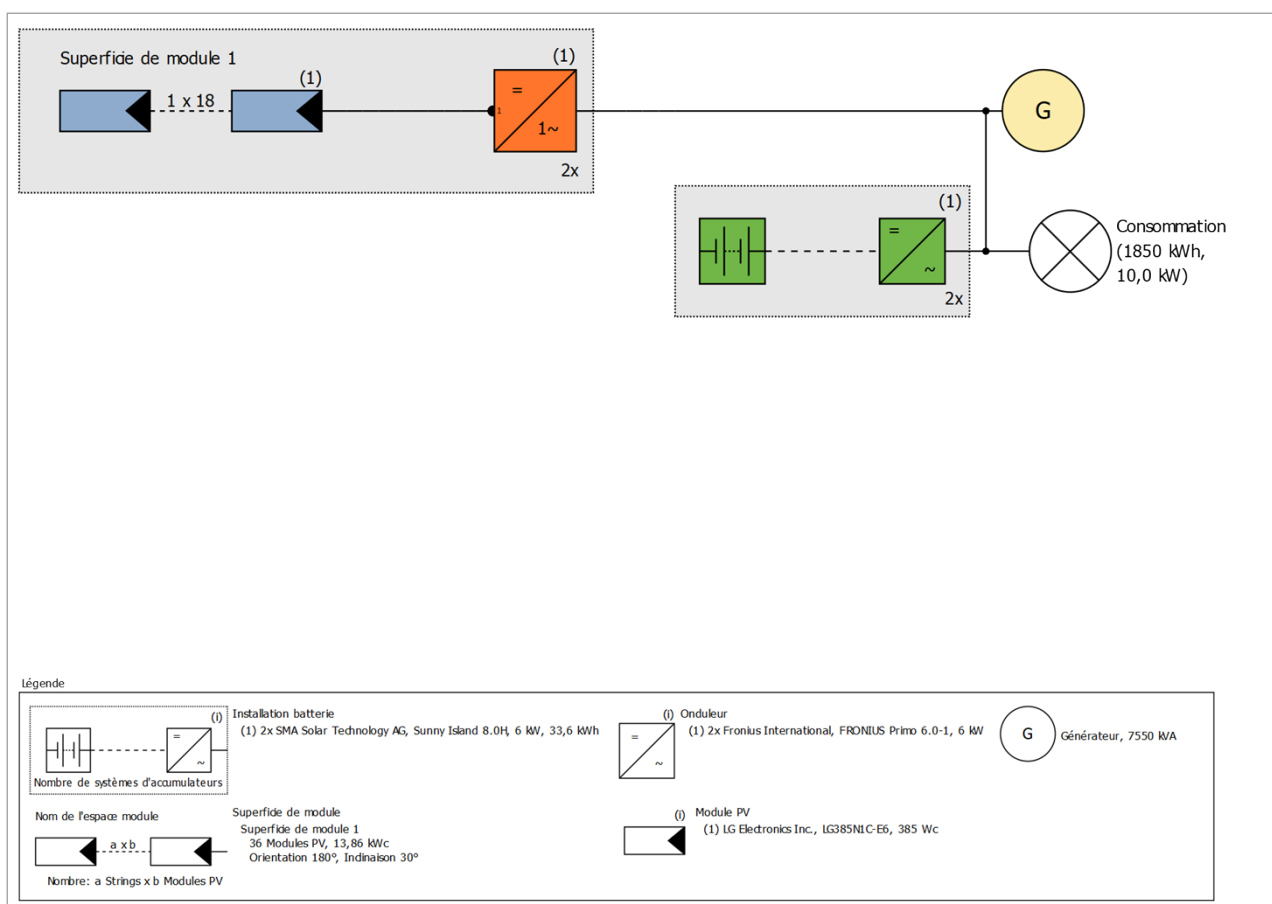 Superficie de module 1
(1)
1 x 18
(1)
=
1
1~
2x
G
(1)
=
~
2x
Consommation
(1850 kWh,
10,0 kW)
Légende
(i)
Installation batterie
(1) 2x SMA Solar Technology AG, Sunny Island 8.0H, 6 kW, 33,6 kWh
=
~
Nombre de systèmes d'accumulateurs
(i) Onduleur
(1) 2x Fronius International, FRONIUS Primo 6.0-1, 6 kW
=
~
G
Générateur, 7550 kVA
Nom de l'espace module
a x b
Nombre: a Strings x b Modules PV
Superficie de module
Superficie de module 1
36 Modules PV, 13,86 kWc
Orientation 180°, Inclinaison 30°
(i) Module PV
(1) LG Electronics Inc., LG385N1C-E6, 385 Wc